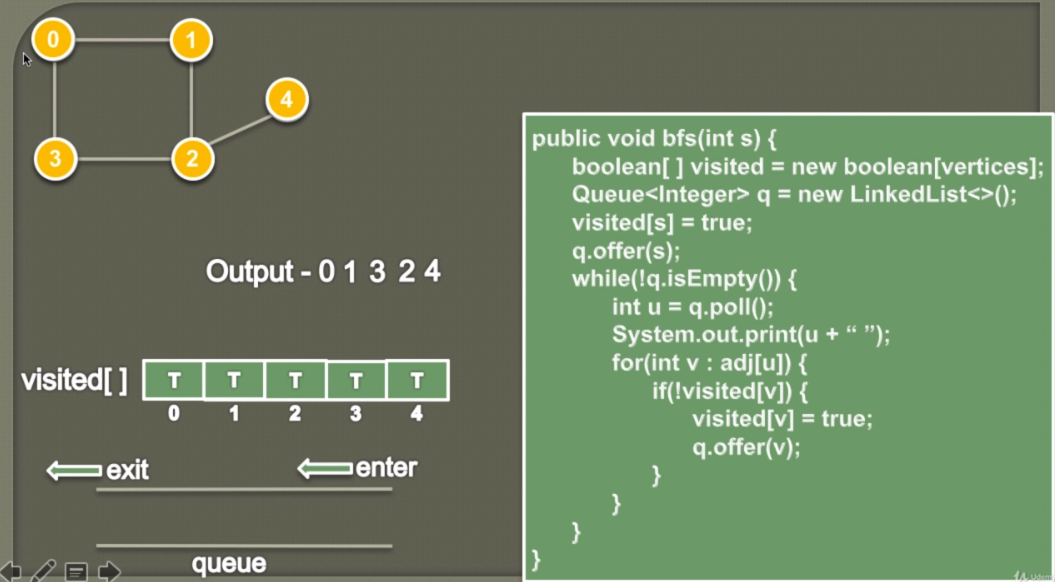 0
1
4
3
2
Output - 0 1 3 2 4
visited[ ]
T T T T T
0 1 2 3 4
exit
enter
queue
public void bfs(int s) {
boolean[ ] visited = new boolean[vertices];
Queue<Integer> q = new LinkedList<>();
visited[s] = true;
q.offer(s);
while(!q.isEmpty()) {
int u = q.poll();
System.out.print(u + “ ”);
for(int v : adj[u]) {
if(!visited[v]) {
visited[v] = true;
q.offer(v);
}
}
}
}